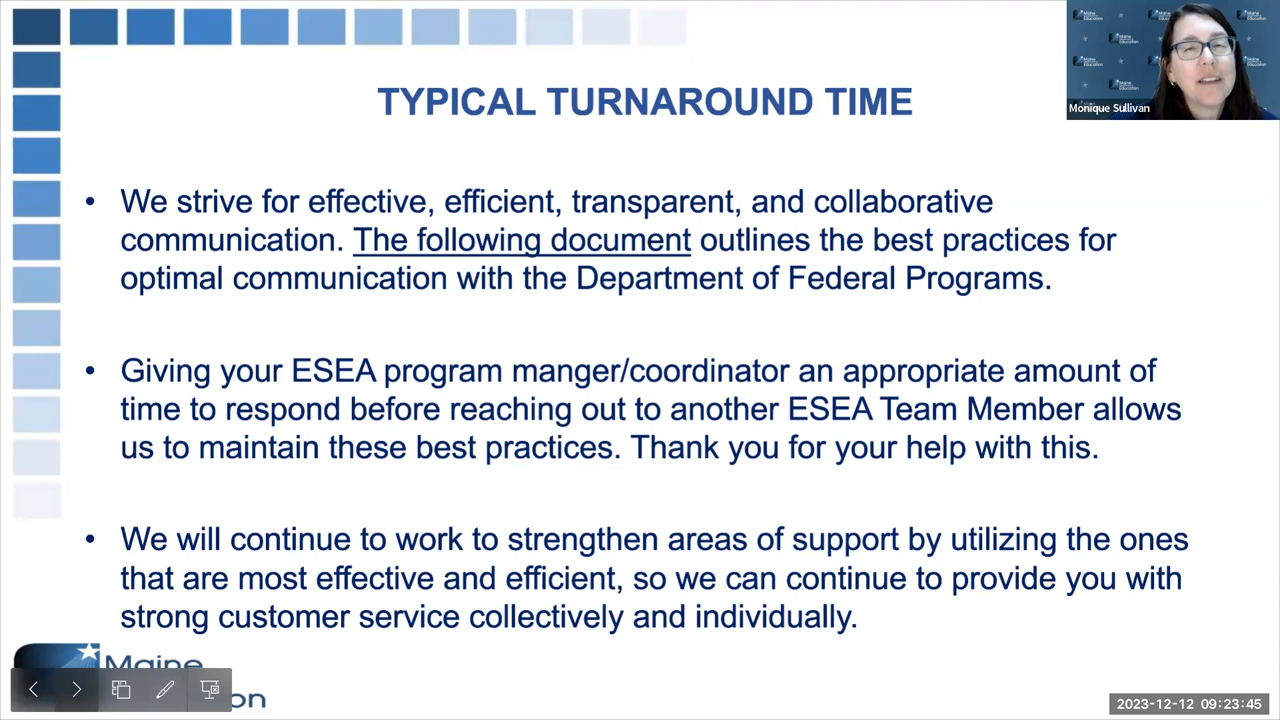 TYPICAL TURNAROUND TIME
Monique Sullivan
• We strive for effective, efficient, transparent, and collaborative
communication. The following document outlines the best practices for
optimal communication with the Department of Federal Programs.
• Giving your ESEA program manger/coordinator an appropriate amount of
time to respond before reaching out to another ESEA Team Member allows
us to maintain these best practices. Thank you for your help with this.
• We will continue to work to strengthen areas of support by utilizing the ones
that are most effective and efficient, so we can continue to provide you with
strong customer service collectively and individually.
Maine
on
2023-12-12 09:23:45